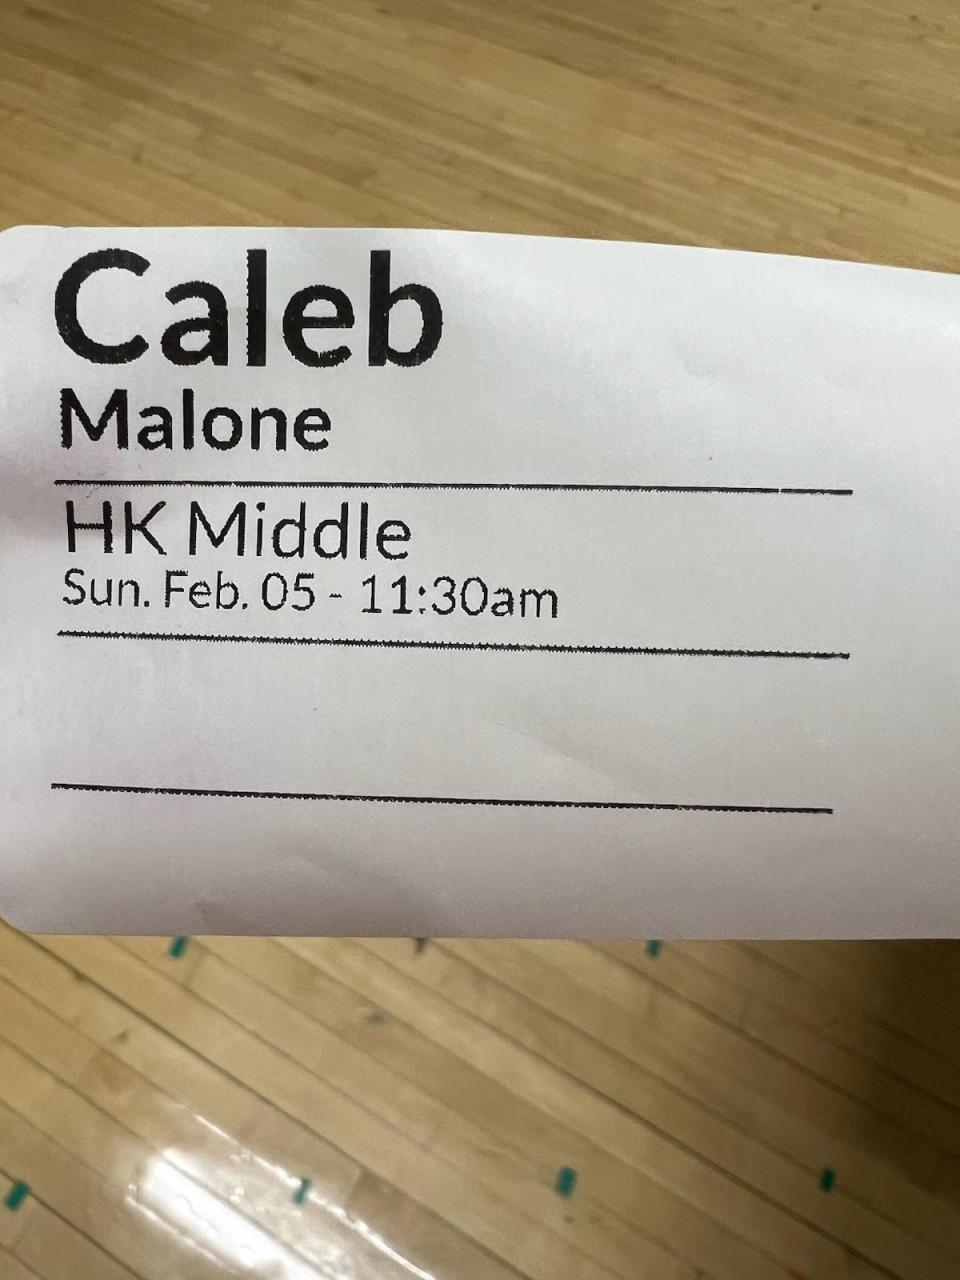 Caleb
Malone
HK Middle
Sun. Feb. 05 - 11:30am